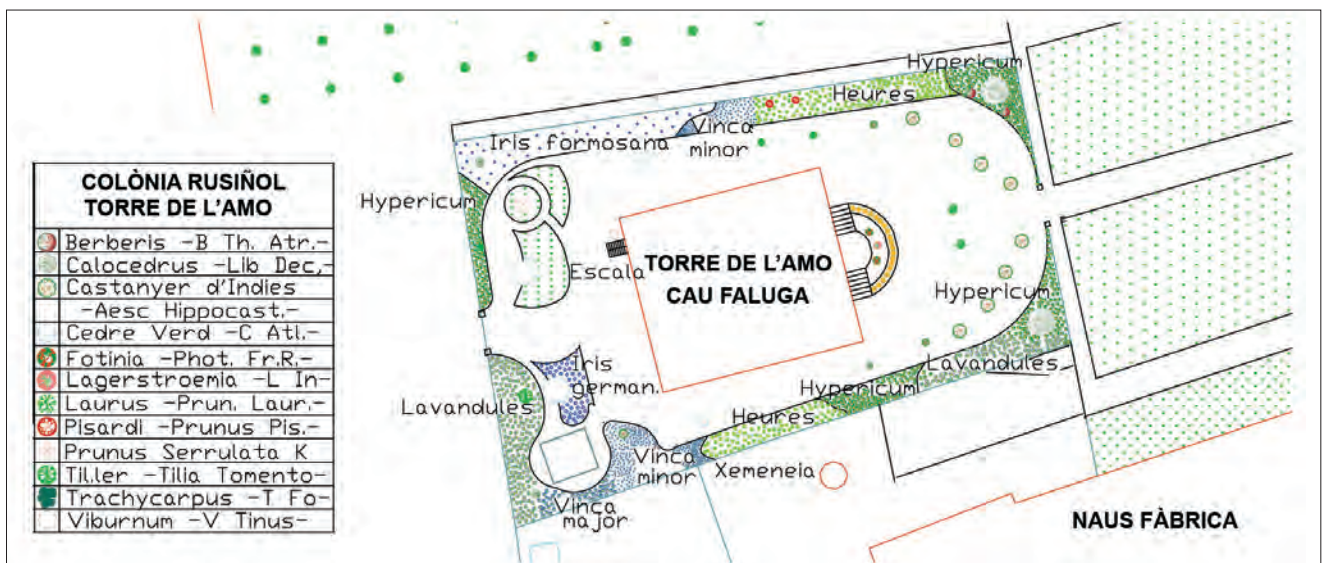 COLÒNIA RUSIÑOL
TORRE DE L'AMO
Berberis -B Th. Atr.-
Calocedrus -Lib Dec,-
Castanyer d'Indies
-Aesc Hippocast.-
Cedre Verd -C Atl.-
Fotinia -Phot. Fr.R.-
Lagerstroemia -L In-
Laurus -Prun. Laur.-
Pisardi -Prunus Pis.-
Prunus Serrulata K
Til.ler -Tilia Tomento-
Trachycarpus -T Fo-
Viburnum -V Tinus-
Hypericum
Heures
Vinca
minor
Iris formosana
Hypericum
Escala
TORRE DE L'AMO
CAU FALUGA
Hypericum
Lavandules
Iris
german.
Hypericum
Lavandules
Heures
Vinca
minor
Xemeneia
Vinca
major
NAUS FÀBRICA